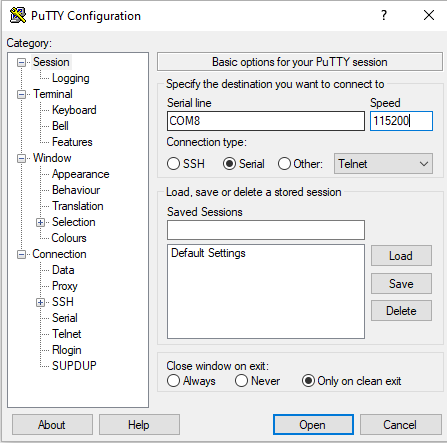 PuTTY Configuration
?
Category:
Session
Logging
Terminal
Keyboard
Bell
Features
Window
Appearance
Behaviour
Translation
Selection
Colours
Connection
Data
Proxy
SSH
Serial
Telnet
Rlogin
SUPDUP
Basic options for your PuTTY session
Specify the destination you want to connect to
Serial line Speed
COM8 115200
Connection type:
SSH Serial Other: Telnet
Load, save or delete a stored session
Saved Sessions
Default Settings
Load
Save
Delete
Close window on exit:
Always Never Only on clean exit
About Help Open Cancel